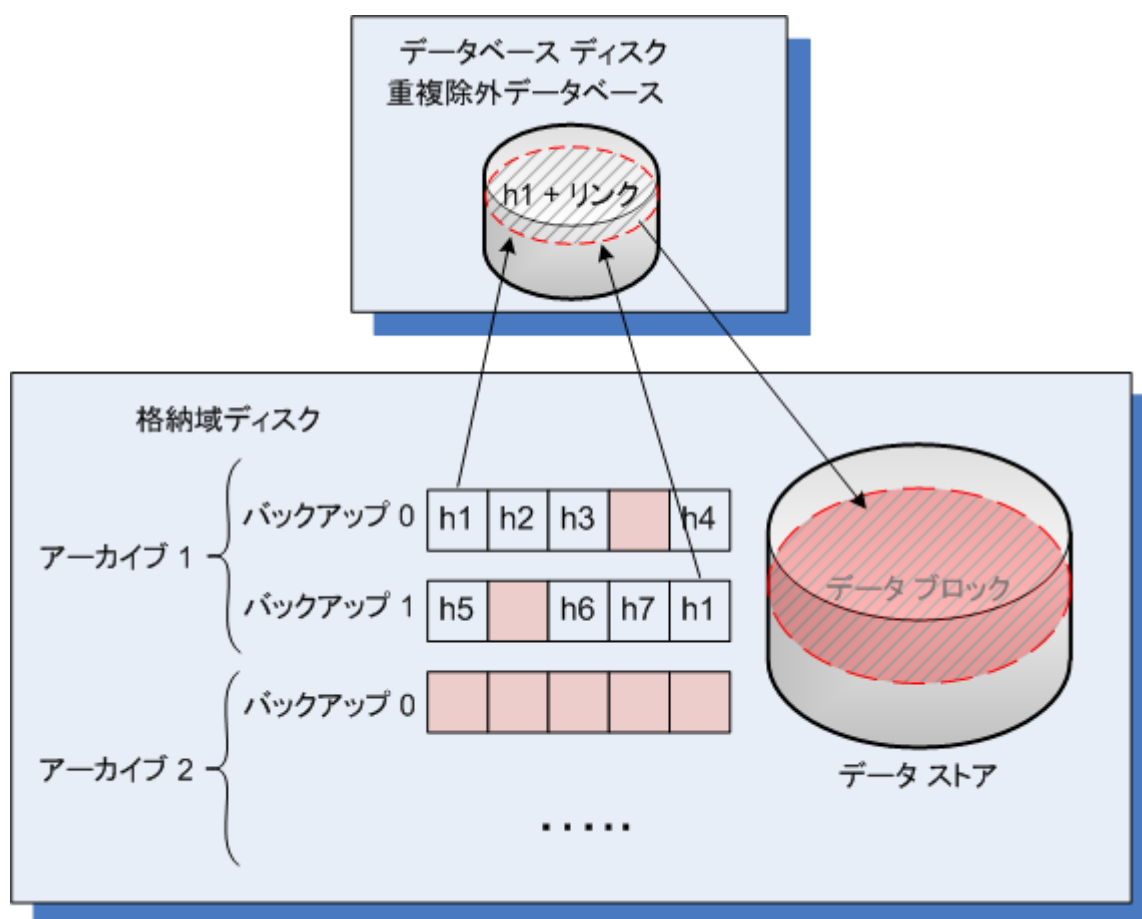 データベース ディスク
重複除外データベース
h1 + リンク
格納域ディスク
アーカイブ 1
バックアップ 0
h1 h2 h3 h4
バックアップ 1
h5 h6 h7 h1
データ ブロック
アーカイブ 2
バックアップ 0
データ ストア
.....